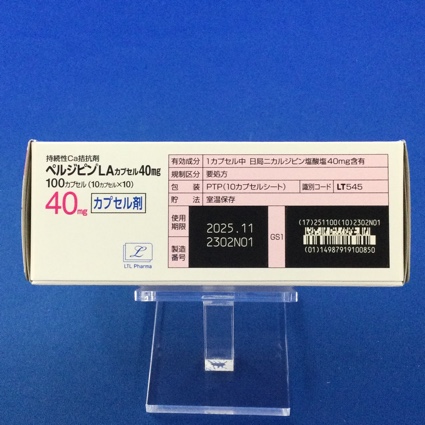 持続性Ca拮抗剤
ペルジピンLAカプセル40mg
100カプセル(10カプセル×10)
40mg カプセル剤
L
LTL Pharma
有効成分 1カプセル中 日局ニカルジピン塩酸塩40mg含有
規制区分 要処方
包装 PTP(10カプセルシート) 識別コード LT545
貯法 室温保存
使用期限 2025.11
製造番号 2302N01
GS1
(17)251100(10)2302N01
(01)14987919100850